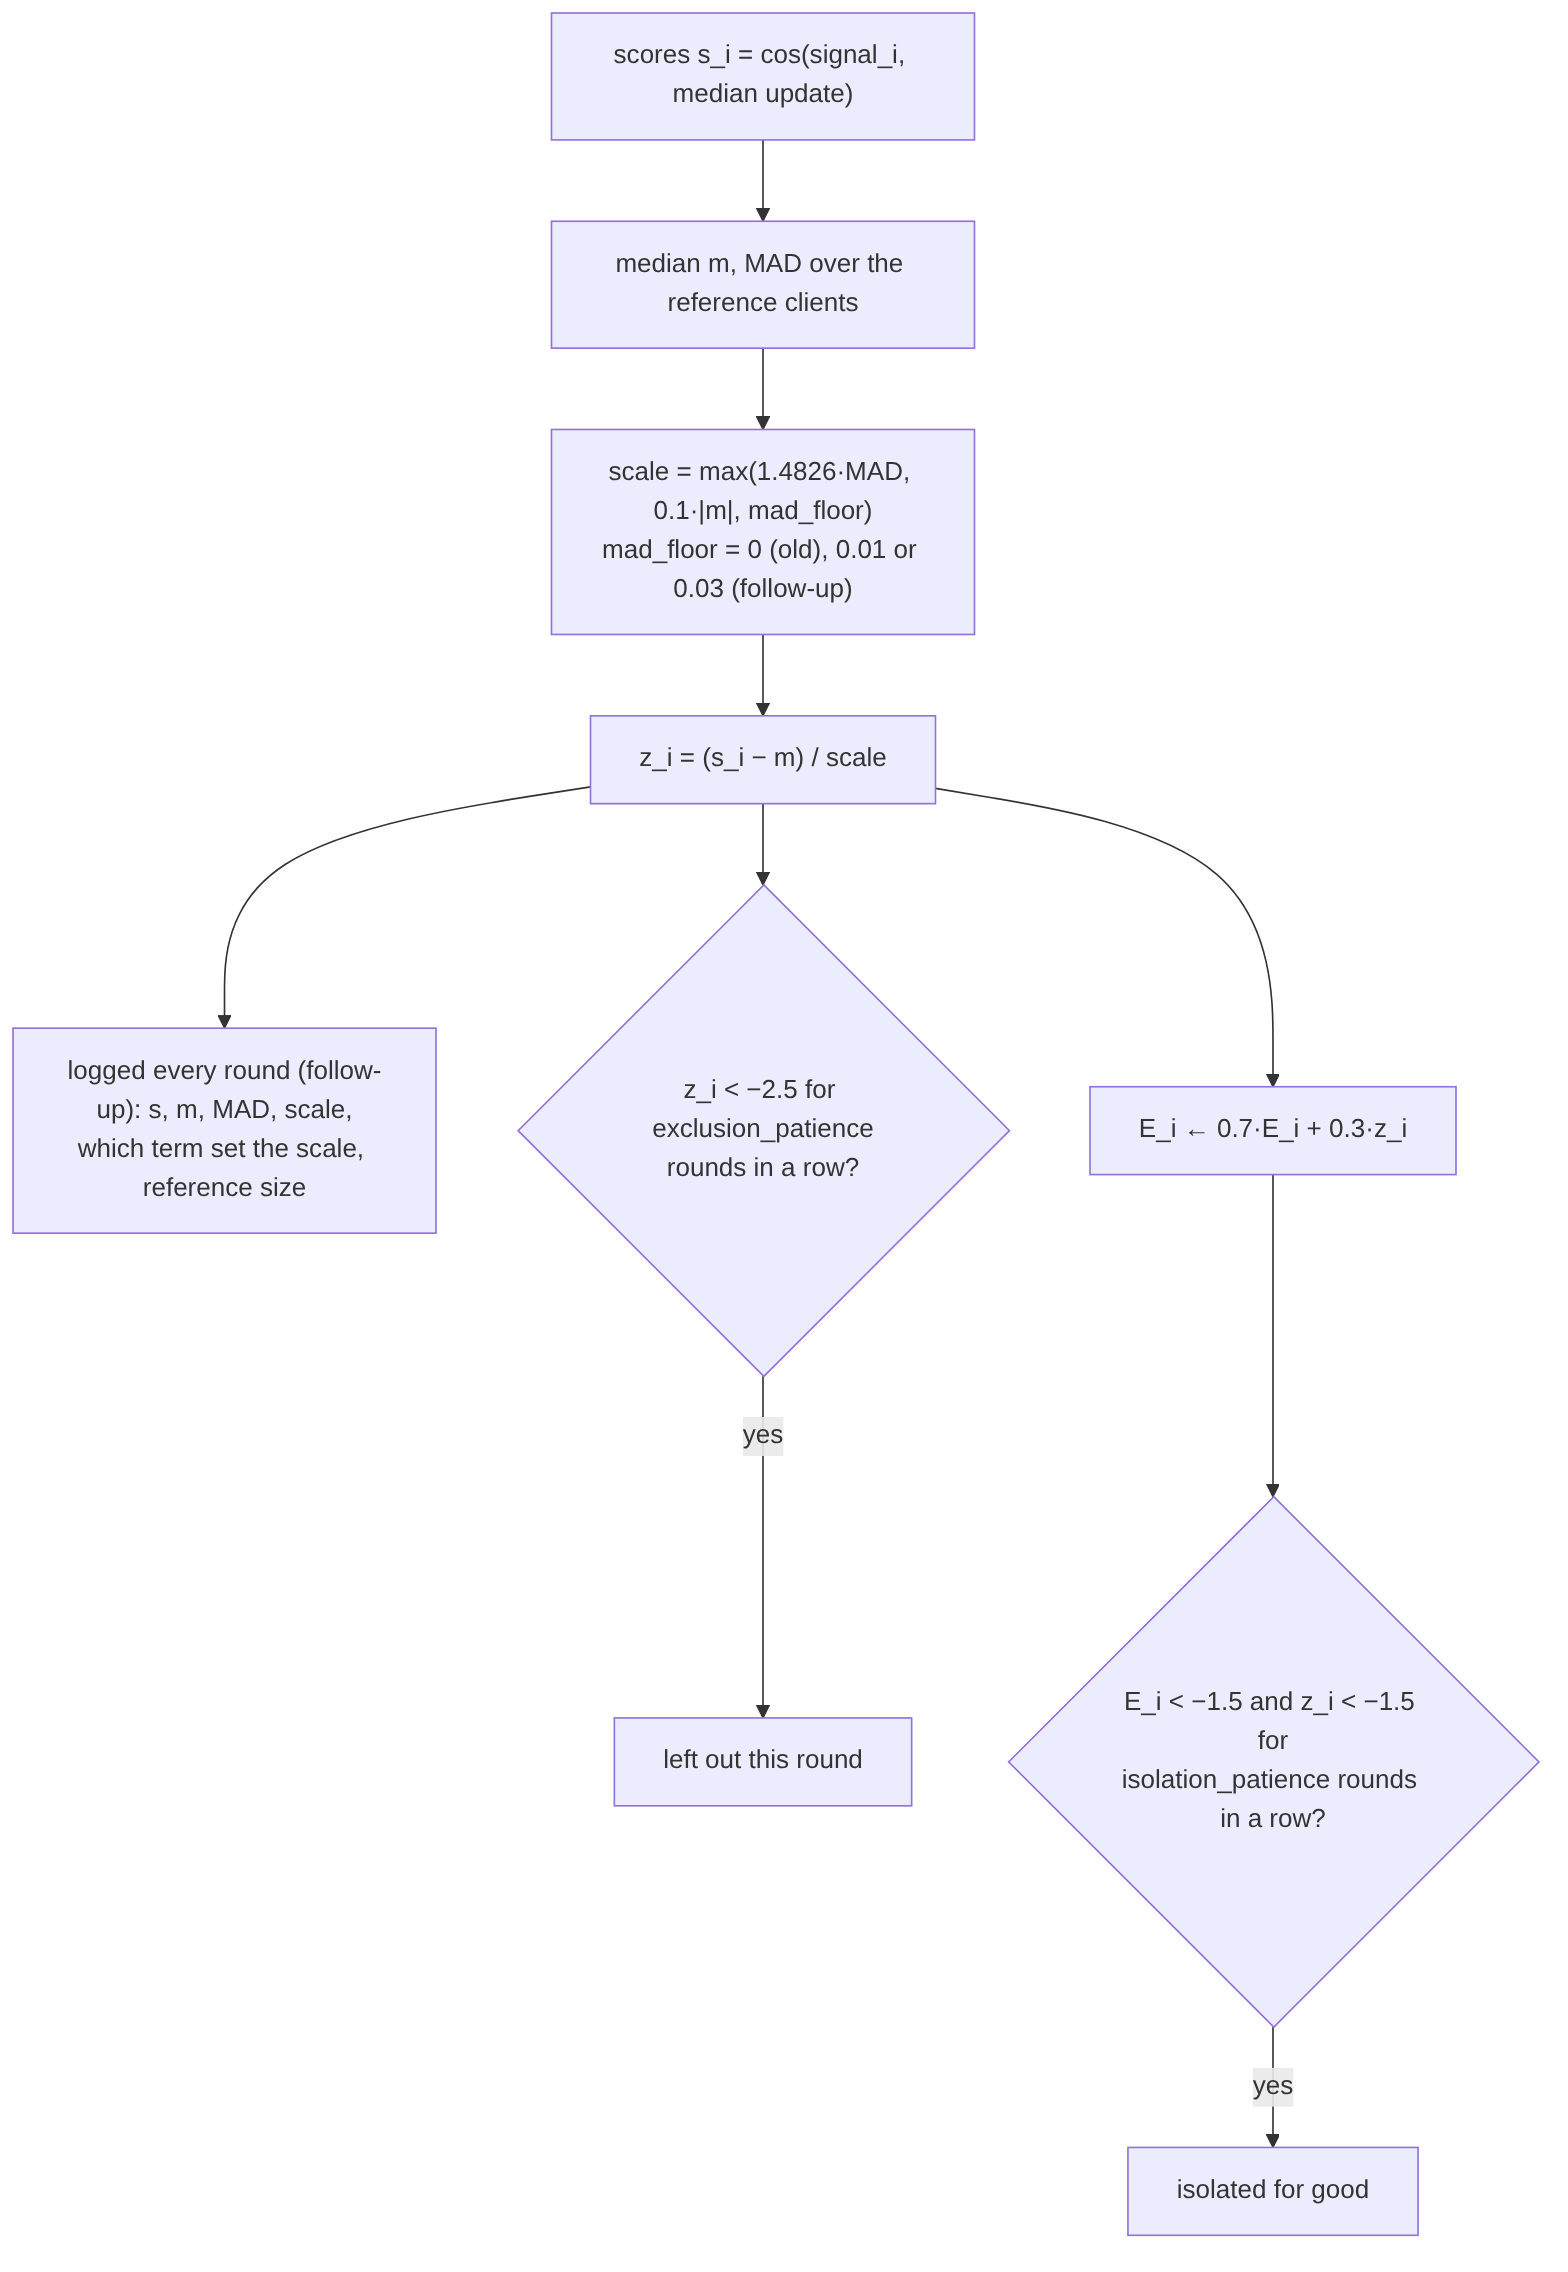 scores s_i = cos(signal_i,
median update)
median m, MAD over the
reference clients
scale = max(1.4826·MAD,
0.1·|m|, mad_floor)
mad_floor = 0 (old), 0.01 or
0.03 (follow-up)
z_i = (s_i − m) / scale
logged every round (follow-
up): s, m, MAD, scale,
which term set the scale,
reference size
z_i < −2.5 for
exclusion_patience
rounds in a row?
E_i ← 0.7·E_i + 0.3·z_i
yes
left out this round
E_i < −1.5 and z_i < −1.5
for
isolation_patience rounds
in a row?
yes
isolated for good